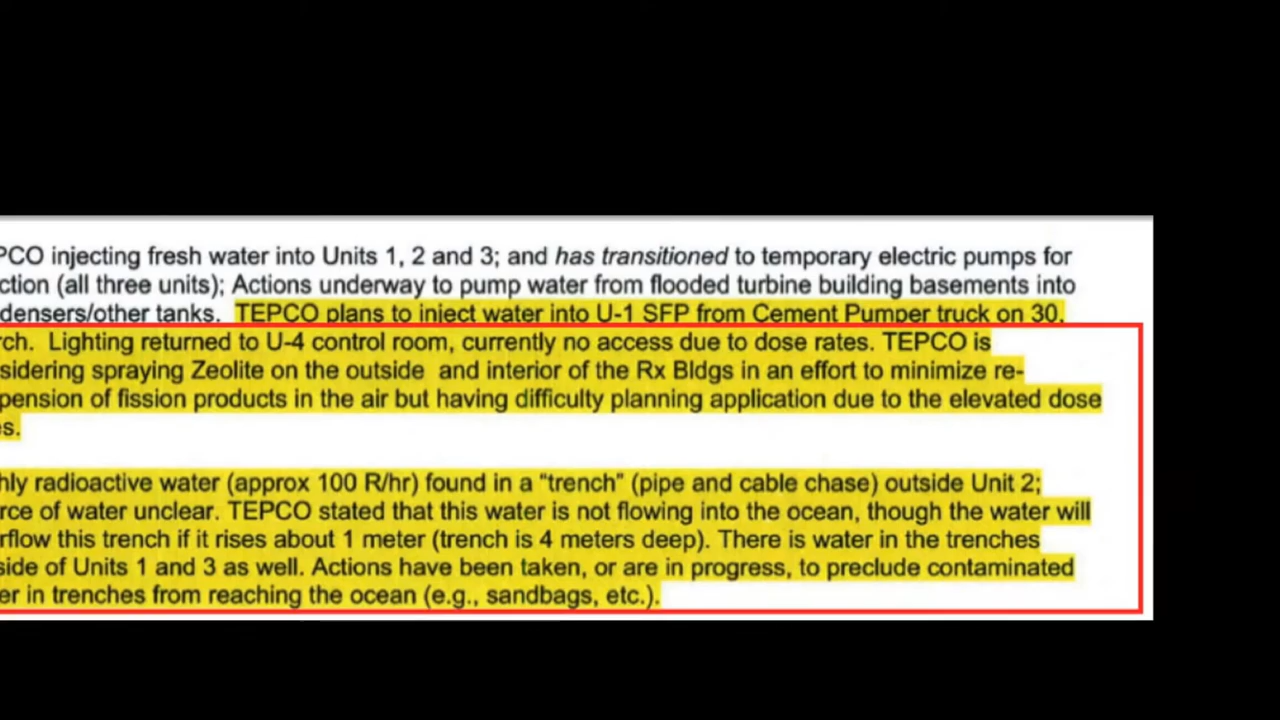 PCO injecting fresh water into Units 1, 2 and 3; and has transitioned to temporary electric pumps for
ction (all three units); Actions underway to pump water from flooded turbine building basements into
densers/other tanks. TEPCO plans to inject water into U-1 SFP from Cement Pumper truck on 30,
rch. Lighting returned to U-4 control room, currently no access due to dose rates. TEPCO is
sidering spraying Zeolite on the outside and interior of the Rx Bldgs in an effort to minimize re-
pension of fission products in the air but having difficulty planning application due to the elevated dose
es.
hly radioactive water (approx 100 R/hr) found in a "trench" (pipe and cable chase) outside Unit 2;
rce of water unclear. TEPCO stated that this water is not flowing into the ocean, though the water will
rflow this trench if it rises about 1 meter (trench is 4 meters deep). There is water in the trenches
side of Units 1 and 3 as well. Actions have been taken, or are in progress, to preclude contaminated
er in trenches from reaching the ocean (e.g., sandbags, etc.).